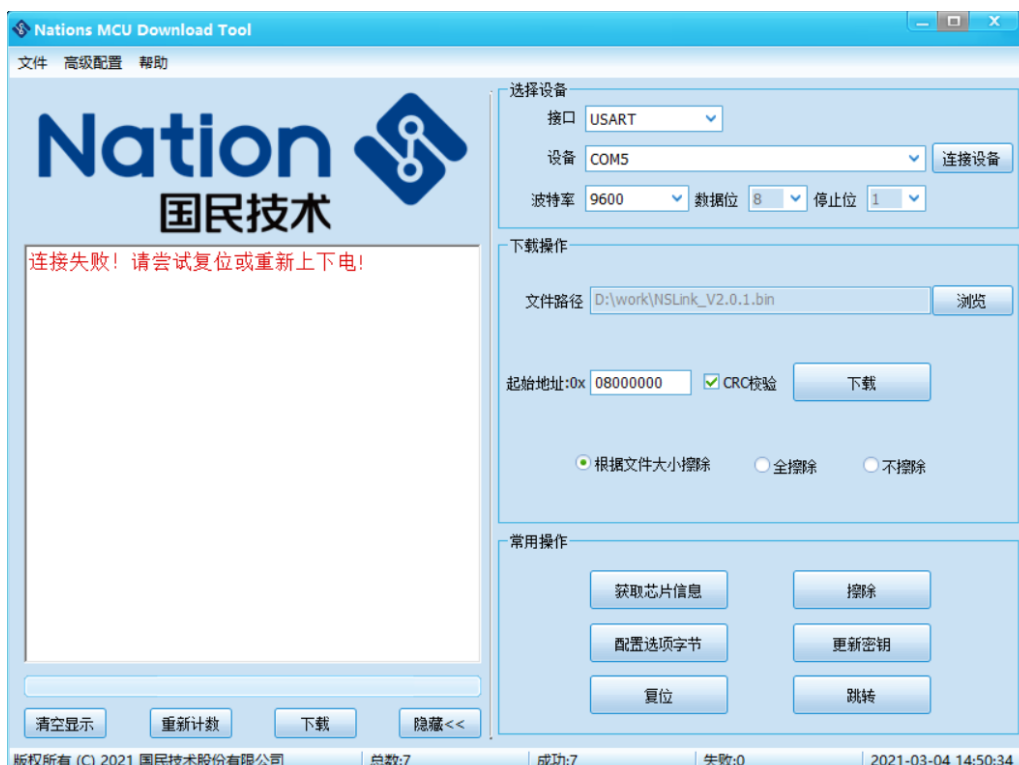 Nations MCU Download Tool
文件 高级配置 帮助
Nation
国民技术
连接失败！请尝试复位或重新上下电！
选择设备
接口 USART
设备 COM5 连接设备
波特率 9600 数据位 8 停止位 1
下载操作
文件路径 D:\work\NSLink_V2.0.1.bin 浏览
起始地址:0x 08000000 CRC校验 下载
根据文件大小擦除 全擦除 不擦除
常用操作
获取芯片信息 擦除
配置选项字节 更新密钥
复位 跳转
清空显示 重新计数 下载 隐藏<<
版权所有 (C) 2021 国民技术股份有限公司 总数:7 成功:7 失败:0 2021-03-04 14:50:34